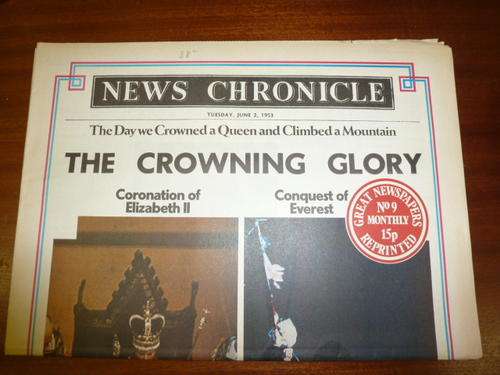 NEWS CHRONICLE
TUESDAY, JUNE 2, 1953
The Day we Crowned a Queen and Climbed a Mountain
THE CROWNING GLORY
Coronation of
Elizabeth II
Conquest of
Everest
GREAT NEWSPAPERS
Nº 9
MONTHLY
15p
REPRINTED